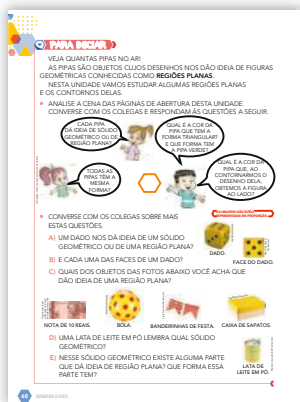 PARA INICIAR
VEJA QUANTAS PIPAS NO AR!
AS PIPAS SÃO OBJETOS CUJOS DESENHOS NOS DÃO IDEIA DE FIGURAS
GEOMÉTRICAS CONHECIDAS COMO REGIÕES PLANAS.
NESTA UNIDADE VAMOS ESTUDAR ALGUMAS REGIÕES PLANAS
E OS CONTORNOS DELAS.
ANALISE A CENA DAS PÁGINAS DE ABERTURA DESTA UNIDADE.
CONVERSE COM OS COLEGAS E RESPONDAM ÀS QUESTÕES A SEGUIR.
CADA PIPA
DÁ IDEIA DE SÓLIDO
GEOMÉTRICO OU DE
REGIÃO PLANA?
QUAL É A COR DA
PIPA QUE TEM A
FORMA TRIANGULAR?
E QUE FORMA TEM
A PIPA VERDE?
TODAS AS
PIPAS TÊM A
MESMA
FORMA?
QUAL É A COR DA
PIPA QUE, AO
CONTORNARMOS O
DESENHO DELA,
OBTEMOS A FIGURA
AO LADO?
CONVERSE COM OS COLEGAS SOBRE MAIS
ESTAS QUESTÕES.
A) UM DADO NOS DÁ IDEIA DE UM SÓLIDO
GEOMÉTRICO OU DE UMA REGIÃO PLANA?
B) E CADA UMA DAS FACES DE UM DADO?
DADO.
FACE DO DADO.
C) QUAIS DOS OBJETOS DAS FOTOS ABAIXO VOCÊ ACHA QUE
DÃO IDEIA DE UMA REGIÃO PLANA?
NOTA DE 10 REAIS.
BOLA.
BANDEIRINHAS DE FESTA.
CAIXA DE SAPATOS.
D) UMA LATA DE LEITE EM PÓ LEMBRA QUAL SÓLIDO
GEOMÉTRICO?
E) NESSE SÓLIDO GEOMÉTRICO EXISTE ALGUMA PARTE
QUE DÁ IDEIA DE REGIÃO PLANA? QUE FORMA ESSA
PARTE TEM?
LATA DE
LEITE EM PÓ.
68